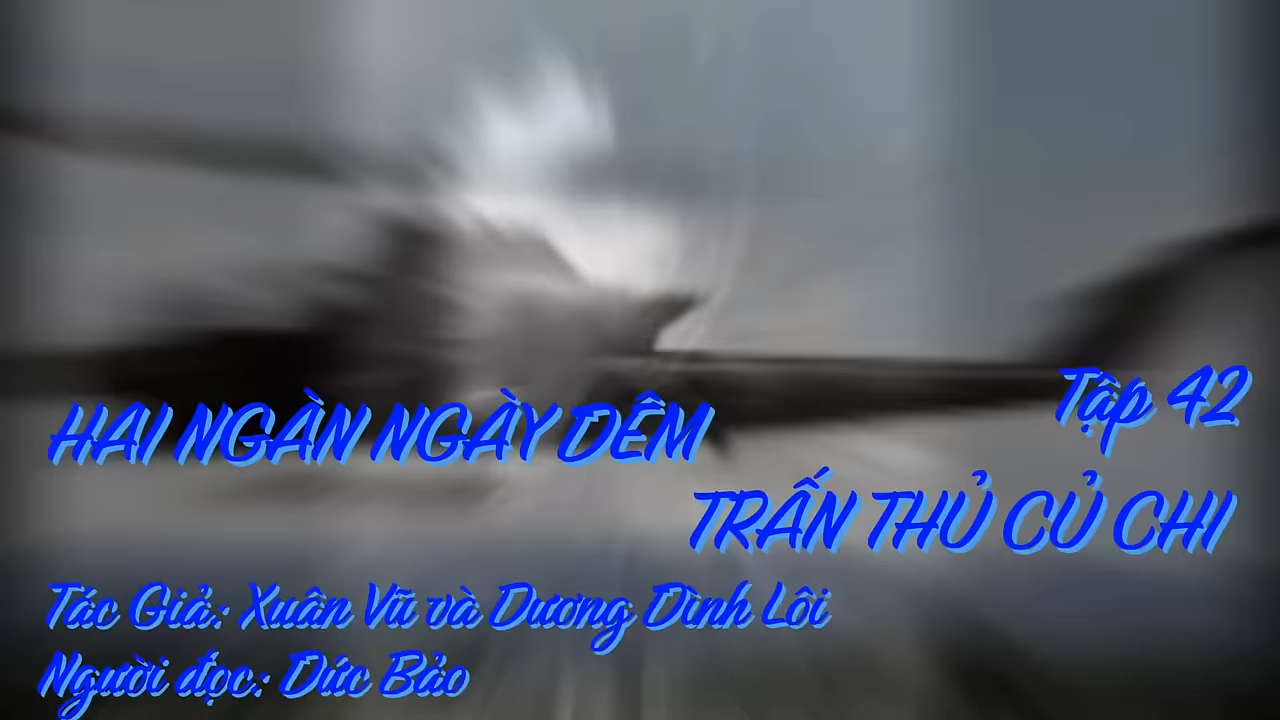 Tập 42
HAI NGÀN NGÀY ĐÊM
TRẤN THỦ CỦ CHI
Tác Giả: Xuân Vũ và Dương Đình Lôi
Người đọc: Đức Bảo